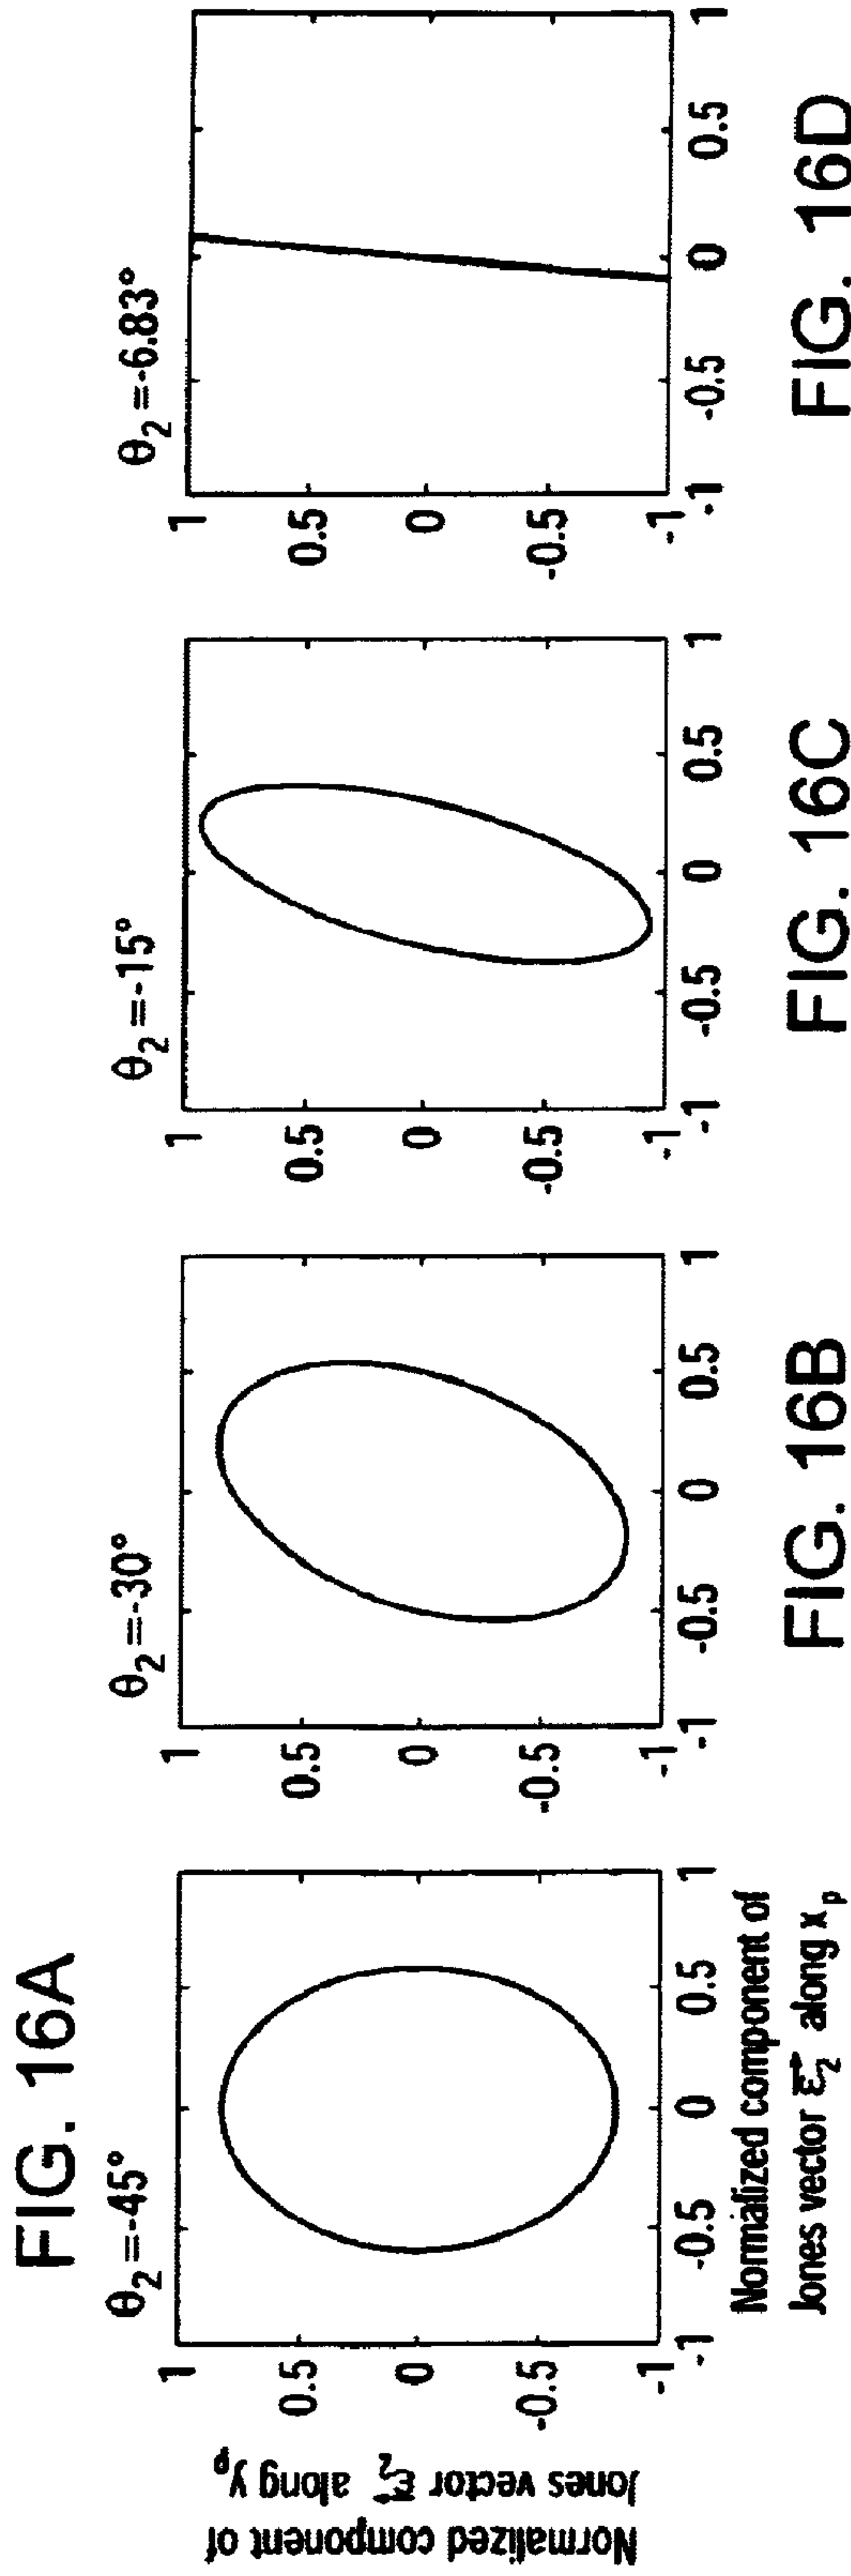 FIG. 16A
θ2 =-45°
1
0.5
0
-0.5
-1
-1 -0.5 0 0.5 1
Normalized component of
Jones vector ε2 along yp
Normalized component of
Jones vector ε2 along xp
θ2 =-30°
1
0.5
0
-0.5
-1
-1 -0.5 0 0.5 1
FIG. 16B
θ2 =-15°
1
0.5
0
-0.5
-1
-1 -0.5 0 0.5 1
FIG. 16C
θ2 =-6.83°
1
0.5
0
-0.5
-1
-1 -0.5 0 0.5 1
FIG. 16D